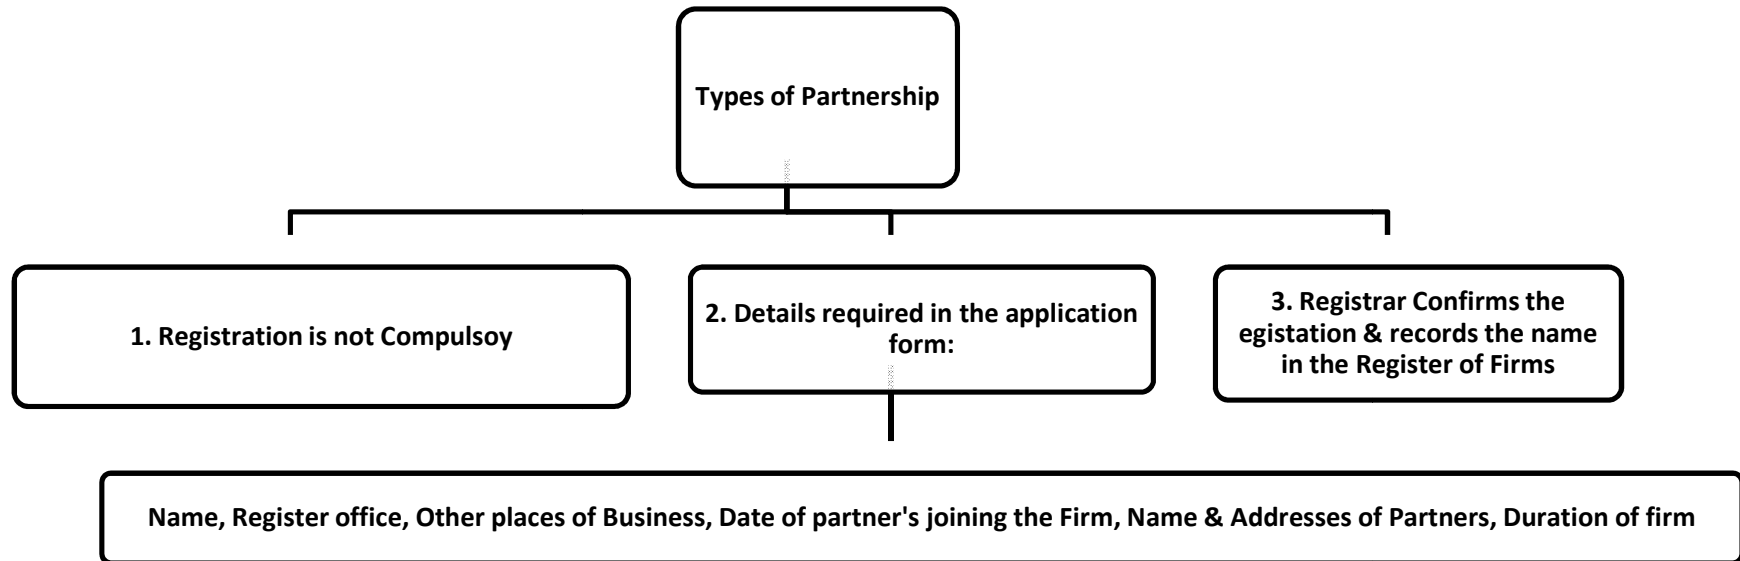 Types of Partnership
1. Registration is not Compulsoy
2. Details required in the application
form:
3. Registrar Confirms the
egistation & records the name
in the Register of Firms
Name, Register office, Other places of Business, Date of partner's joining the Firm, Name & Addresses of Partners, Duration of firm